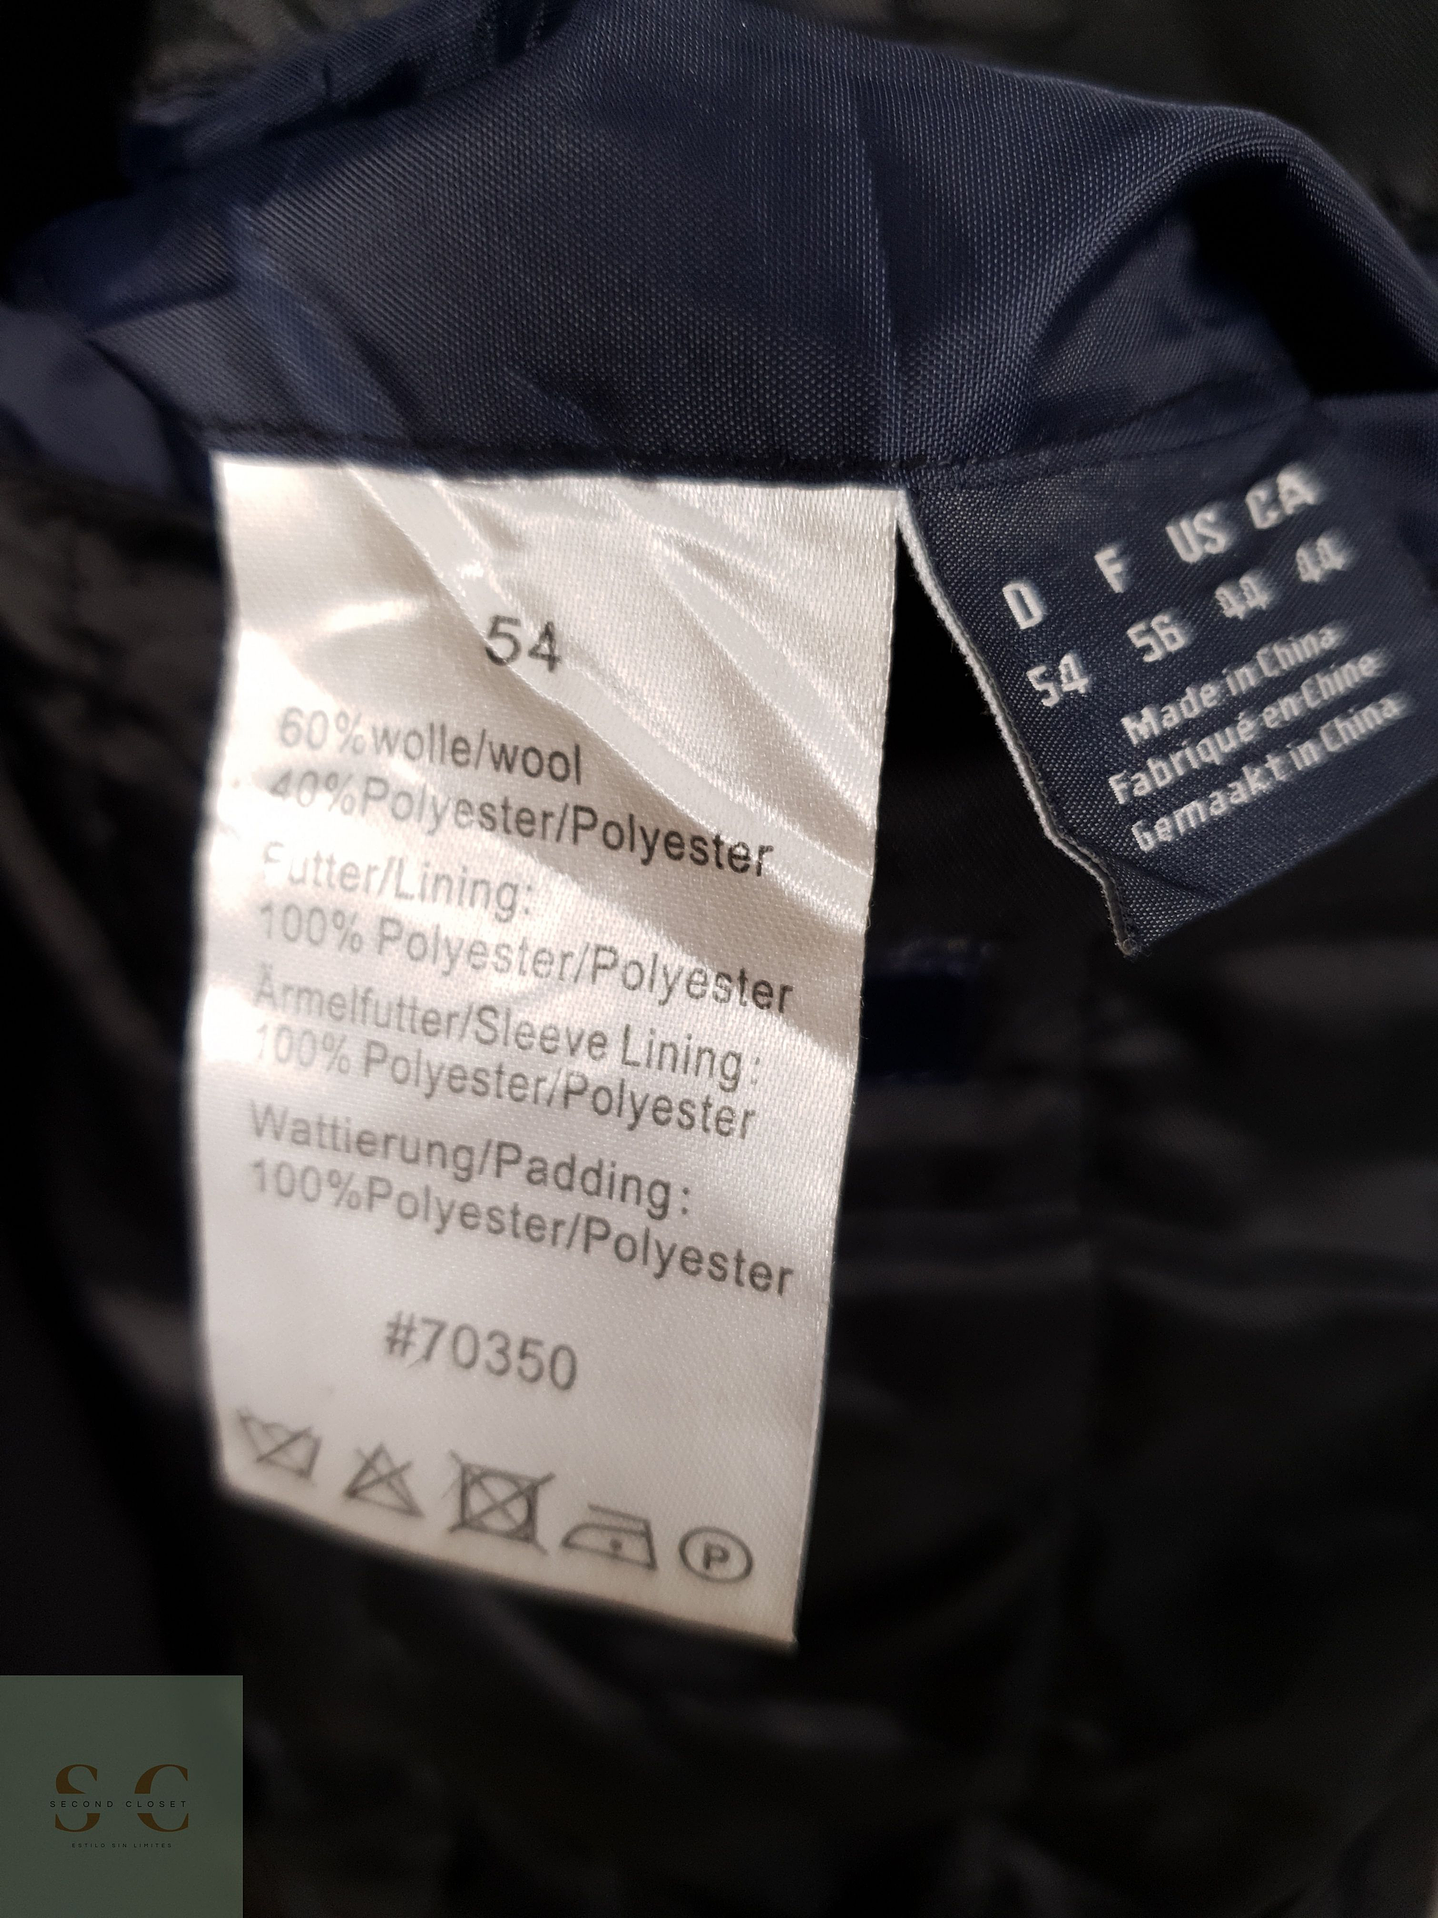 54
60%wolle/wool
40%Polyester/Polyester
Futter/Lining:
100% Polyester/Polyester
Ärmelfutter/Sleeve Lining:
100% Polyester/Polyester
Wattierung/Padding:
100%Polyester/Polyester
#70350
P
D F US CA
54 56 44 44
Made in China
Fabriqué en Chine
Gemaakt in China
SC
SECOND CLOSET
ESTILO SIN LIMITES